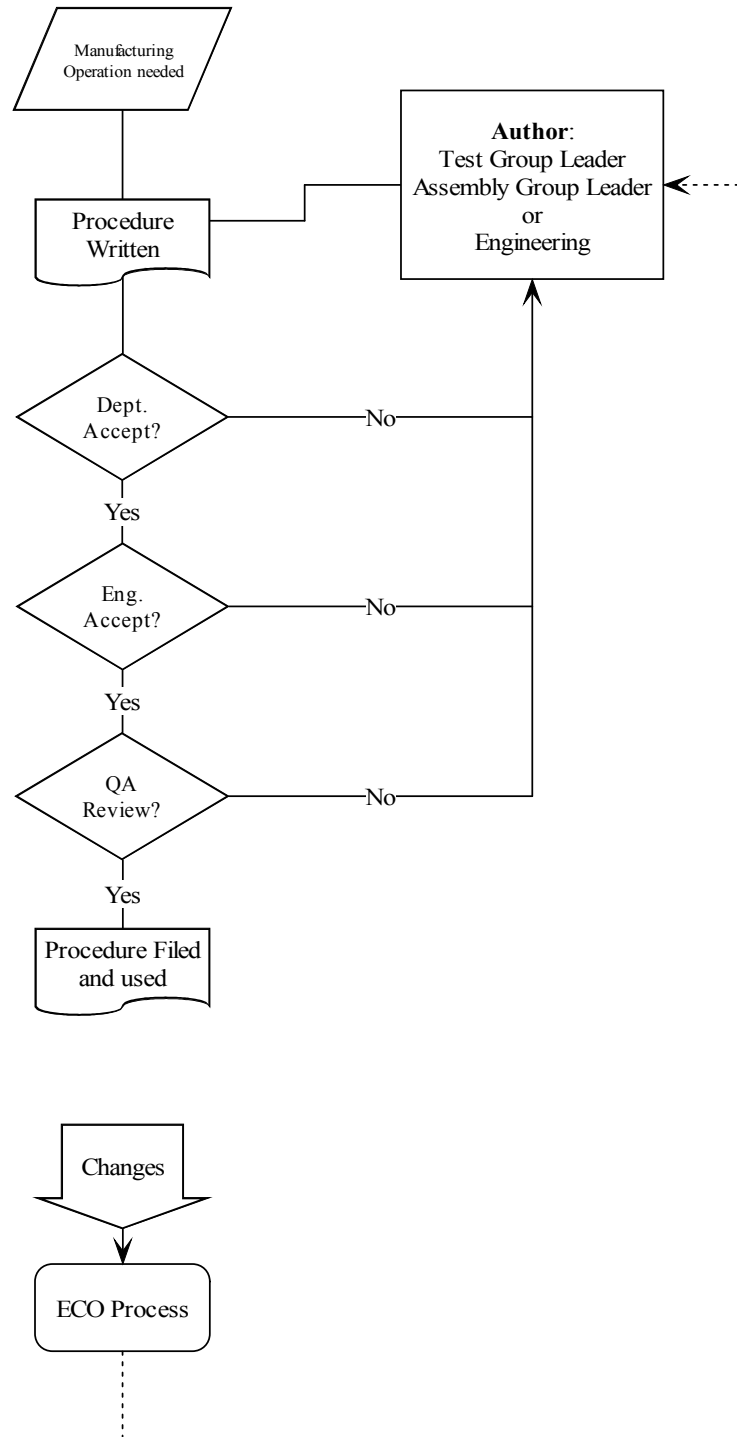 Manufacturing
Operation needed
Author:
Test Group Leader
Assembly Group Leader
or
Engineering
Procedure
Written
Dept.
Accept?
No
Yes
Eng.
Accept?
No
Yes
QA
Review?
No
Yes
Procedure Filed
and used
Changes
ECO Process